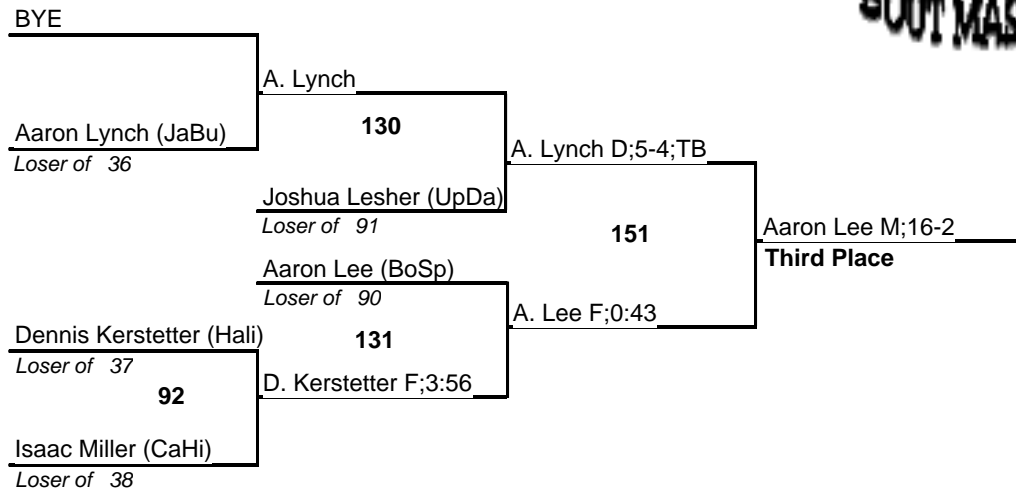 BYE
BOUT MAS
A. Lynch
Aaron Lynch (JaBu)
Loser of 36
130
A. Lynch D;5-4;TB
Joshua Lesher (UpDa)
Loser of 91
151
Aaron Lee M;16-2
Third Place
Aaron Lee (BoSp)
Loser of 90
A. Lee F;0:43
Dennis Kerstetter (Hali)
Loser of 37
131
92
D. Kerstetter F;3:56
Isaac Miller (CaHi)
Loser of 38